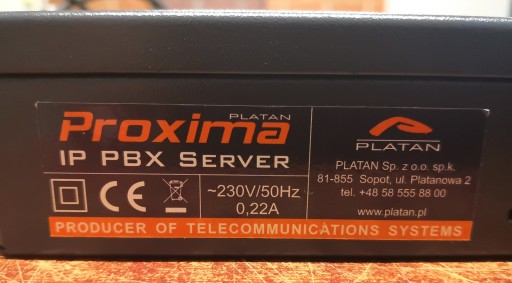 PLATAN
Proxima
IP PBX SERVER
CE
~230V/50Hz
0,22A
PLATAN
PLATAN Sp. z o.o. sp.k.
81-855 Sopot, ul. Platanowa 2
tel. +48 58 555 88 00
www.platan.pl
PRODUCER OF TELECOMMUNICATIONS SYSTEMS